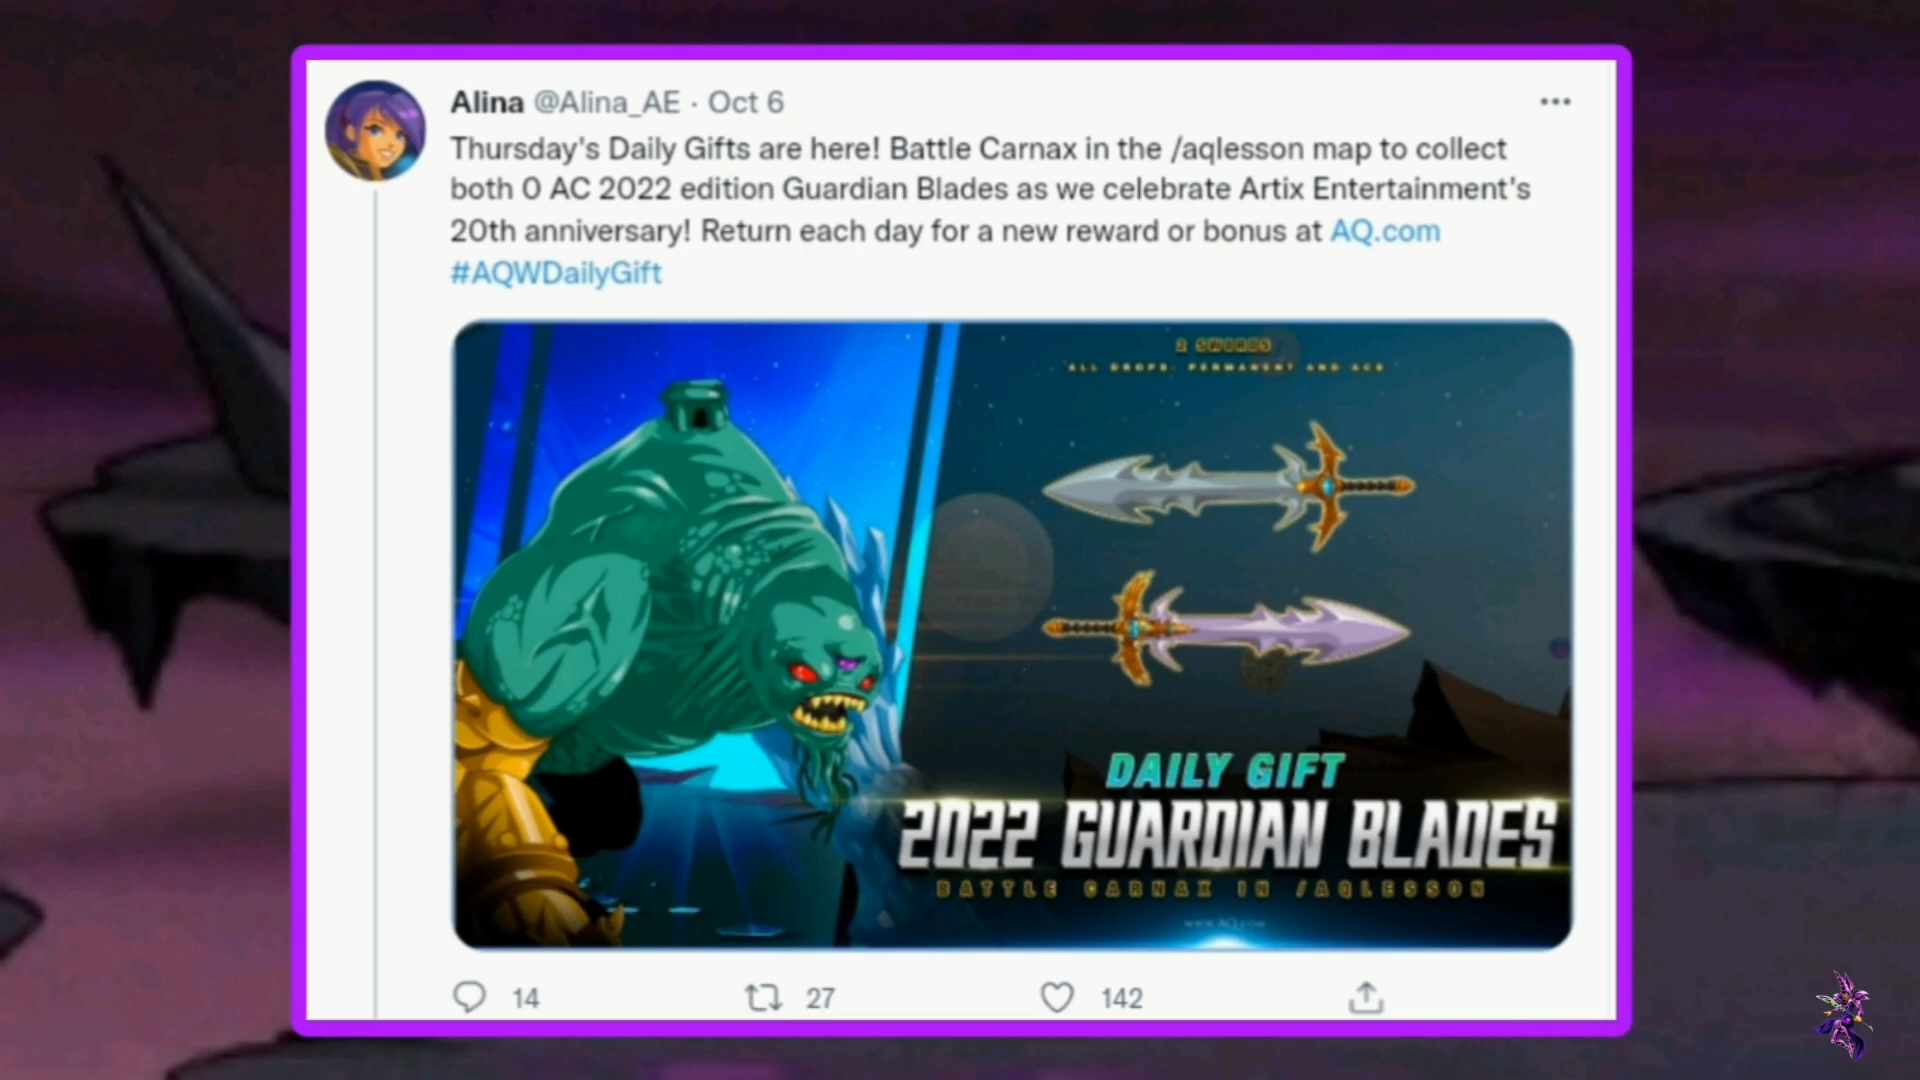 Alina @Alina_AE · Oct 6
Thursday's Daily Gifts are here! Battle Carnax in the /aqlesson map to collect
both 0 AC 2022 edition Guardian Blades as we celebrate Artix Entertainment's
20th anniversary! Return each day for a new reward or bonus at AQ.com
#AQWDailyGift
2 SWORDS
ALL DROPS: PERMANENT AND ACS
DAILY GIFT
2022 GUARDIAN BLADES
BATTLE CARNAX IN /AQLESSON
www.AQ.com
14
27
142